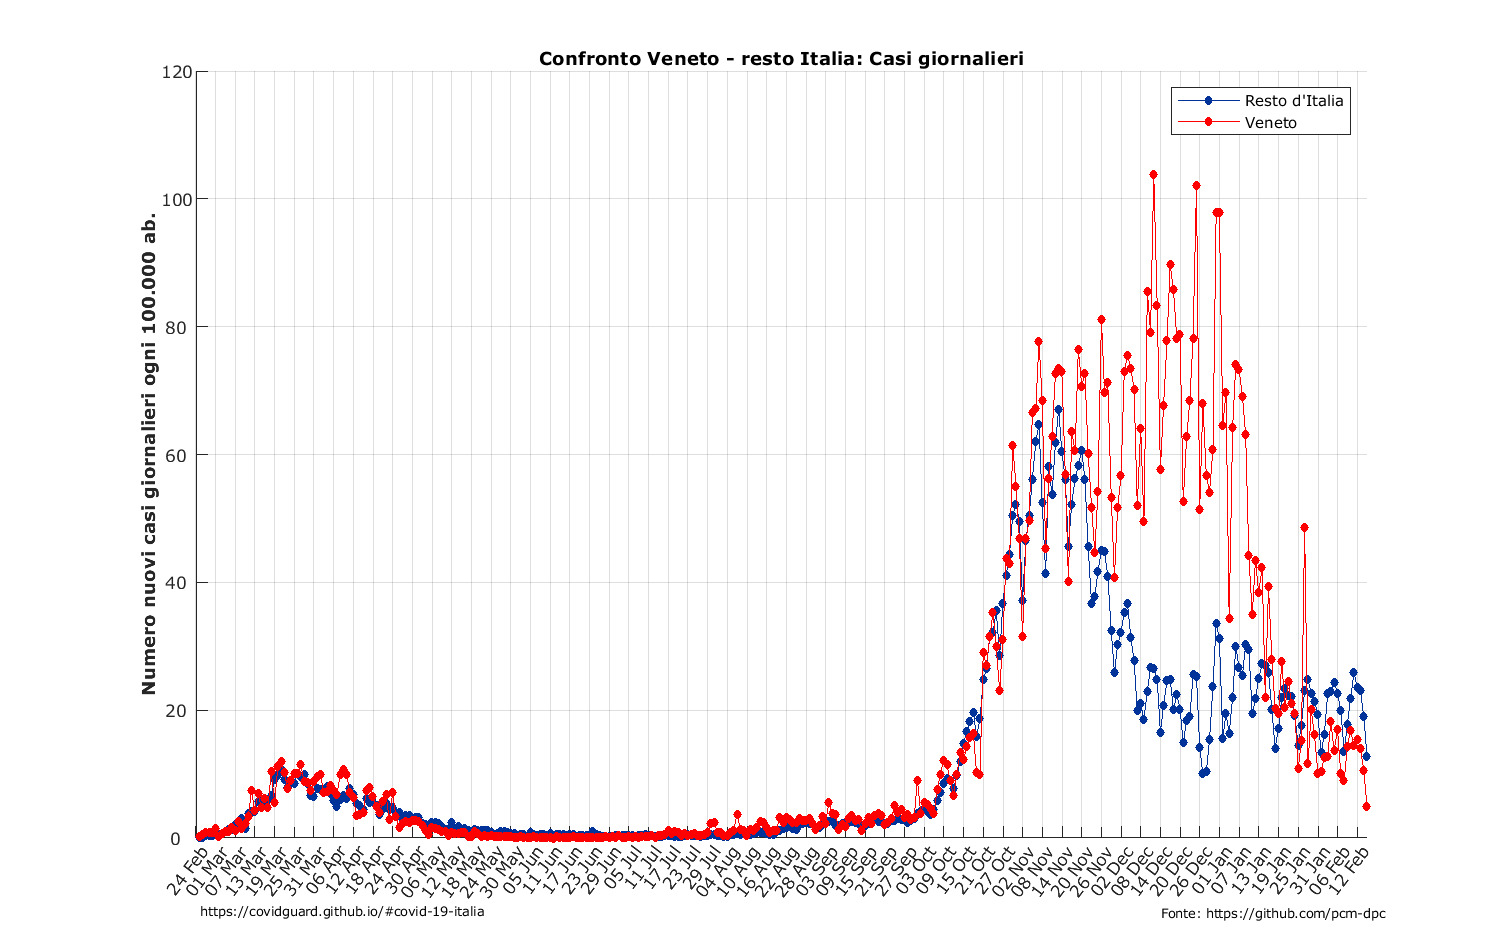 Confronto Veneto - resto Italia: Casi giornalieri
Resto d'Italia
Veneto
Numero nuovi casi giornalieri ogni 100.000 ab.
120
100
80
60
40
20
0
24 Feb
01 Mar
07 Mar
13 Mar
19 Mar
25 Mar
31 Mar
06 Apr
12 Apr
18 Apr
24 Apr
30 Apr
06 May
12 May
18 May
24 May
30 May
05 Jun
11 Jun
17 Jun
23 Jun
29 Jun
05 Jul
11 Jul
17 Jul
23 Jul
29 Jul
04 Aug
10 Aug
16 Aug
22 Aug
28 Aug
03 Sep
09 Sep
15 Sep
21 Sep
27 Sep
03 Oct
09 Oct
15 Oct
21 Oct
27 Oct
02 Nov
08 Nov
14 Nov
20 Nov
26 Nov
02 Dec
08 Dec
14 Dec
20 Dec
26 Dec
01 Jan
07 Jan
13 Jan
19 Jan
25 Jan
31 Jan
06 Feb
12 Feb
https://covidguard.github.io/#covid-19-italia
Fonte: https://github.com/pcm-dpc